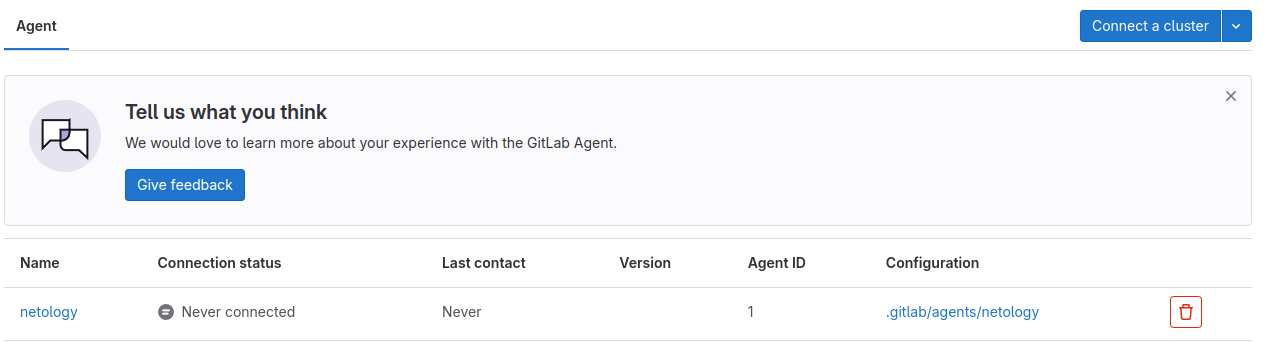 Agent
Connect a cluster
Tell us what you think
We would love to learn more about your experience with the GitLab Agent.
Give feedback
Name Connection status Last contact Version Agent ID Configuration
netology Never connected Never 1 .gitlab/agents/netology